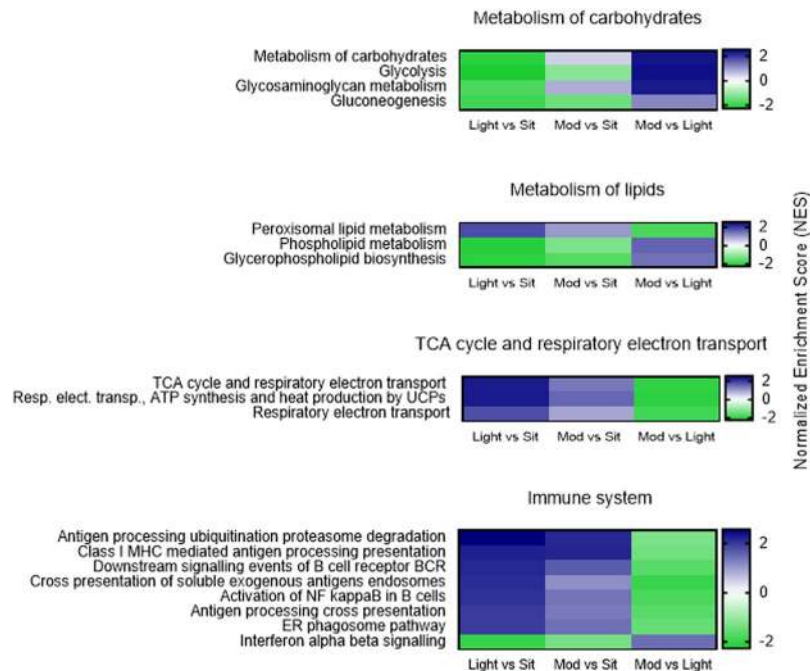 Metabolism of carbohydrates
Metabolism of carbohydrates
Glycolysis
Glycosaminoglycan metabolism
Gluconeogenesis
2
0
-2
Light vs Sit Mod vs Sit Mod vs Light
Metabolism of lipids
Peroxisomal lipid metabolism
Phospholipid metabolism
Glycerophospholipid biosynthesis
2
0
-2
Light vs Sit Mod vs Sit Mod vs Light
TCA cycle and respiratory electron transport
TCA cycle and respiratory electron transport
Resp. elect. transp., ATP synthesis and heat production by UCPs
Respiratory electron transport
2
0
-2
Light vs Sit Mod vs Sit Mod vs Light
Immune system
Antigen processing ubiquitination proteasome degradation
Class I MHC mediated antigen processing presentation
Downstream signalling events of B cell receptor BCR
Cross presentation of soluble exogenous antigens endosomes
Activation of NF kappaB in B cells
Antigen processing cross presentation
ER phagosome pathway
Interferon alpha beta signalling
2
0
-2
Light vs Sit Mod vs Sit Mod vs Light
Normalized Enrichment Score (NES)